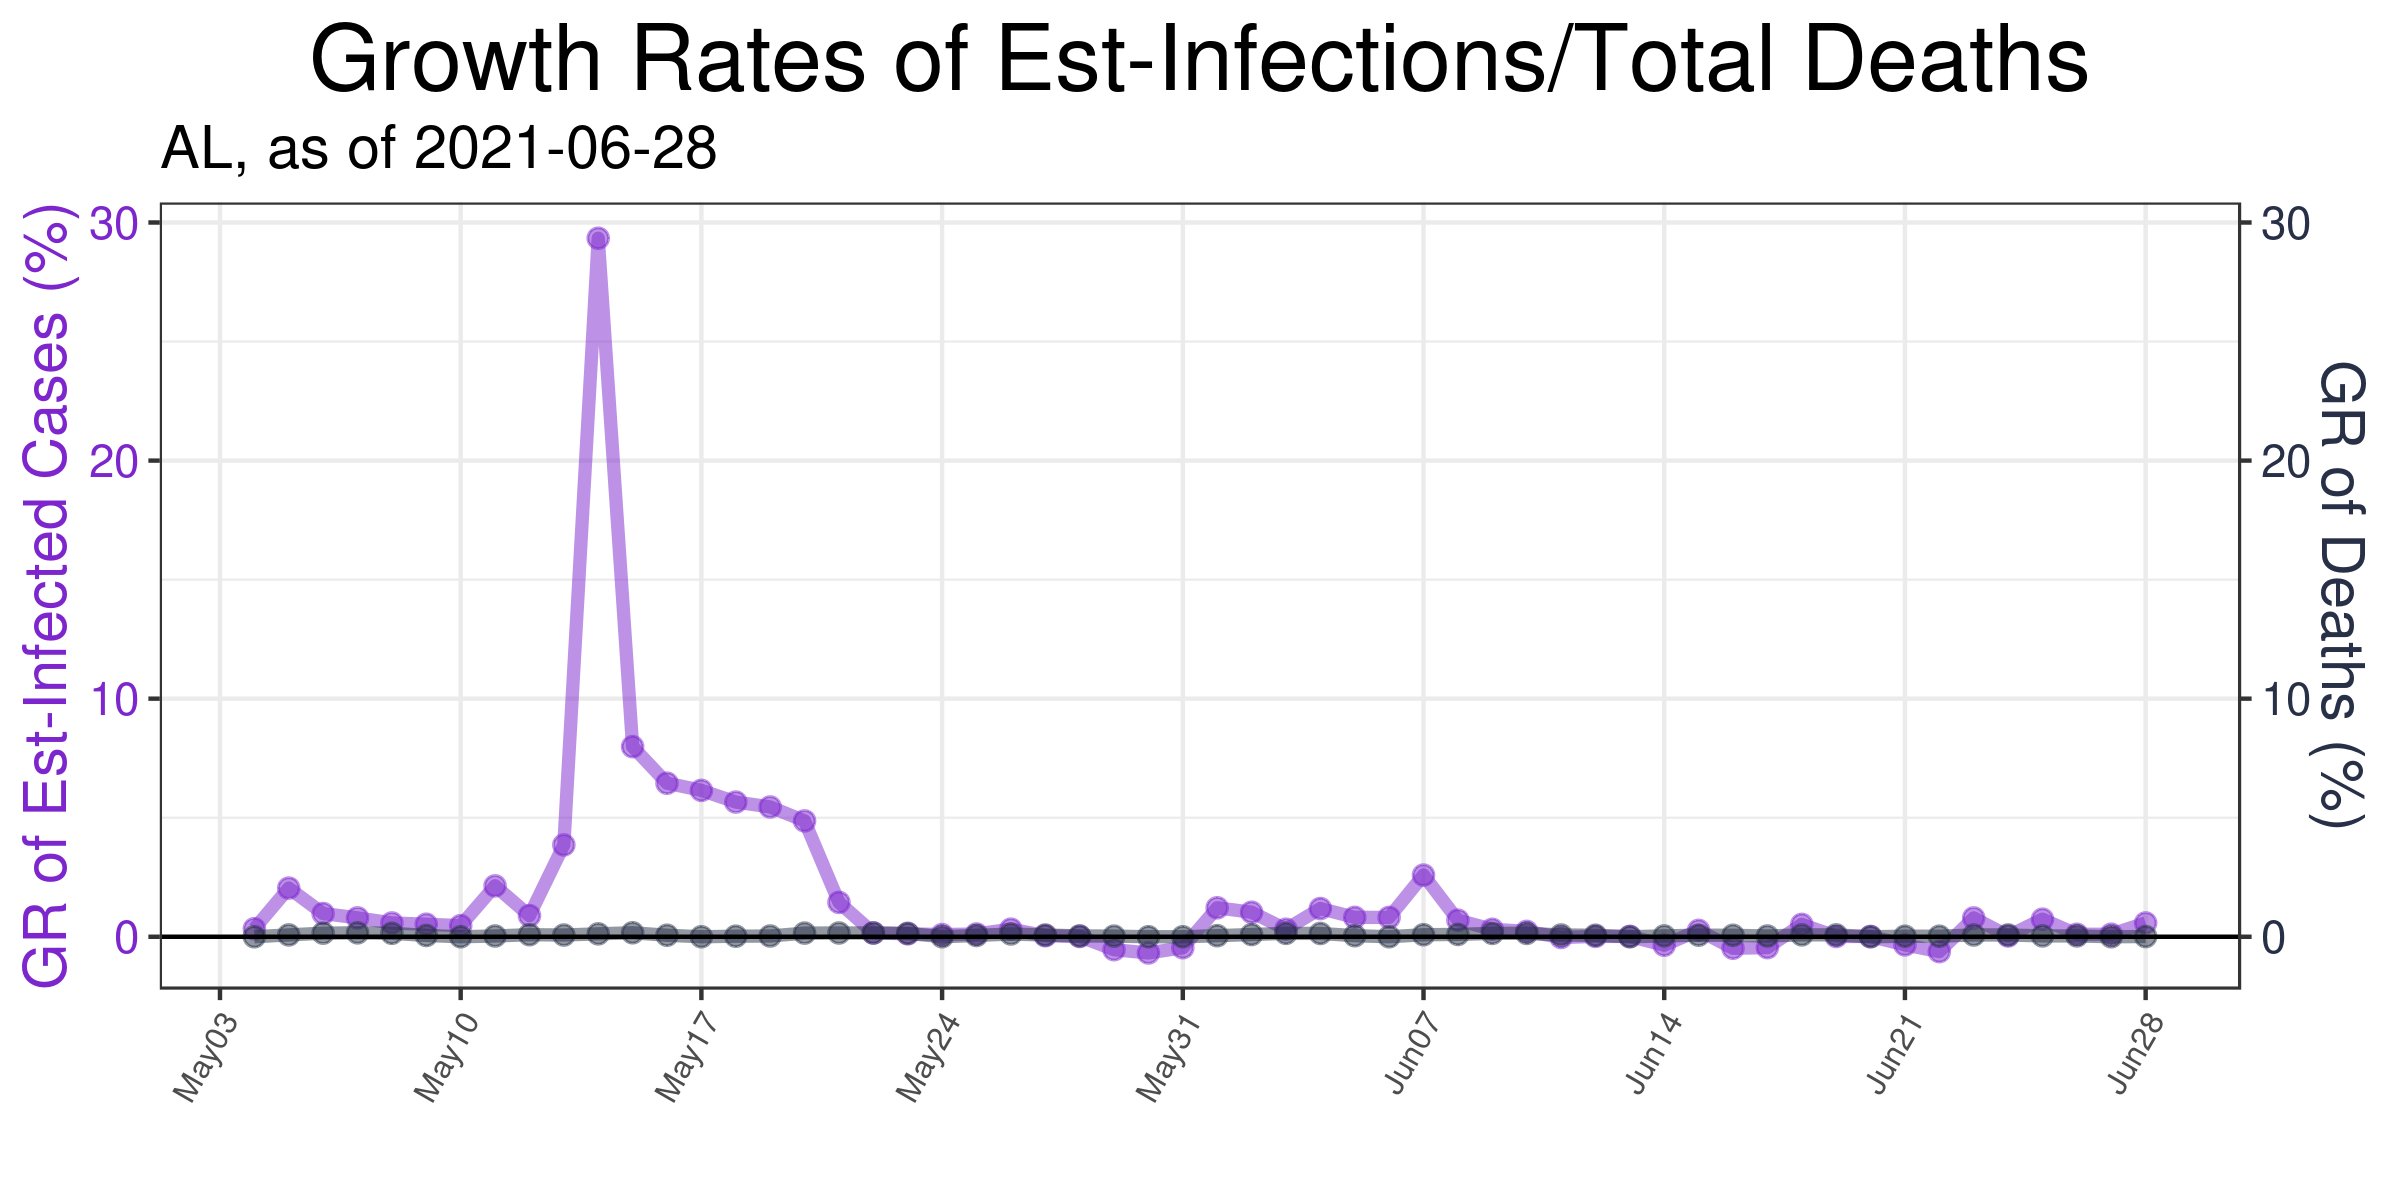 Growth Rates of Est-Infections/Total Deaths
AL, as of 2021-06-28
GR of Est-Infected Cases (%)
30
20
10
0
30
20
10
0
GR of Deaths (%)
May03
May10
May17
May24
May31
Jun07
Jun14
Jun21
Jun28